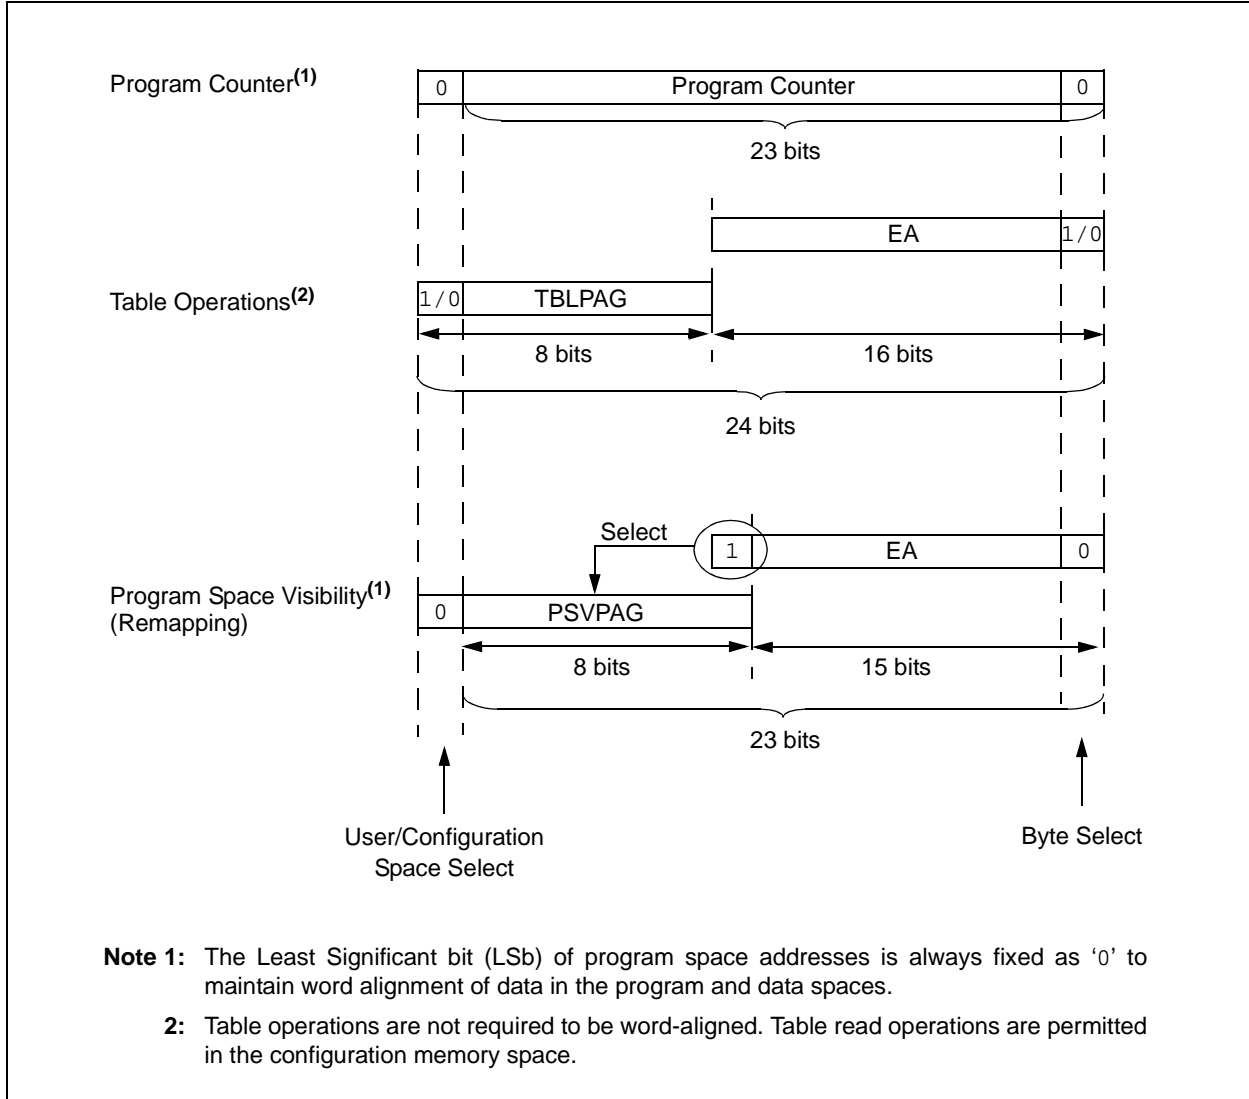 Program Counter(1)
0 Program Counter 0
23 bits
EA 1/0
Table Operations(2)
1/0 TBLPAG
8 bits 16 bits
24 bits
Select
1 EA 0
Program Space Visibility(1)
(Remapping)
0 PSVPAG
8 bits 15 bits
23 bits
User/Configuration
Space Select
Byte Select
Note 1: The Least Significant bit (LSb) of program space addresses is always fixed as ‘0’ to
maintain word alignment of data in the program and data spaces.
2: Table operations are not required to be word-aligned. Table read operations are permitted
in the configuration memory space.